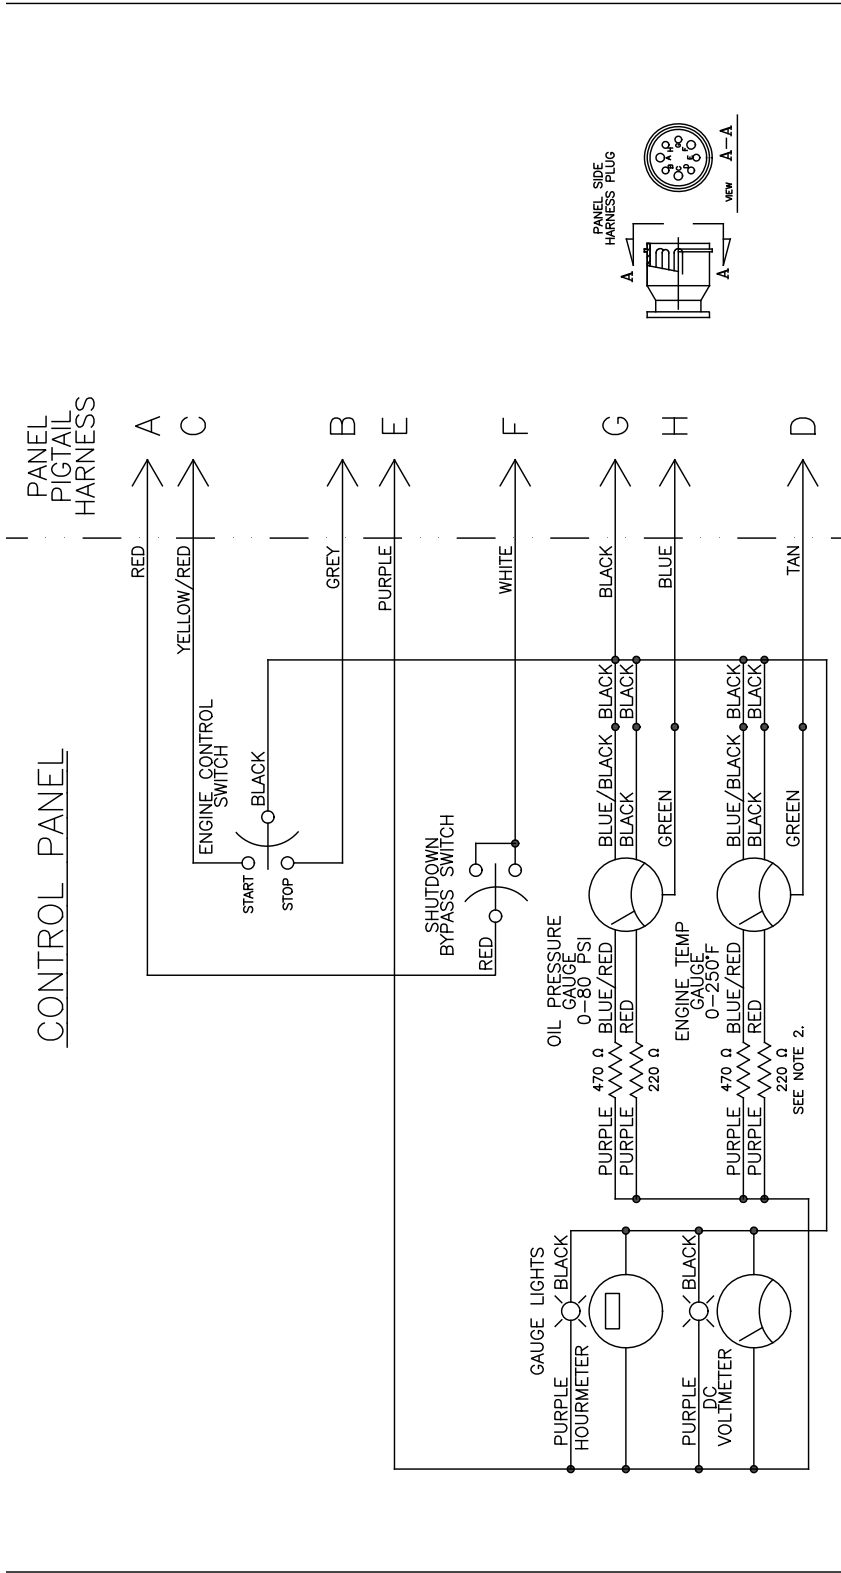 CONTROL PANEL
PANEL
PIGTAIL
HARNESS
A
C
B
E
F
G
H
D
RED
YELLOW/RED
GREY
PURPLE
WHITE
BLACK
BLUE
TAN
ENGINE CONTROL
SWITCH
BLACK
START
STOP
SHUTDOWN
BYPASS SWITCH
RED
OIL PRESSURE
GAUGE
0-80 PSI
BLUE/BLACK BLACK
BLACK BLACK
GREEN
BLUE/RED
RED
470 Ω
220 Ω
PURPLE
PURPLE
ENGINE TEMP
GAUGE
0-250°F
BLUE/BLACK BLACK
BLACK BLACK
GREEN
BLUE/RED
RED
470 Ω
220 Ω
SEE NOTE 2.
PURPLE
PURPLE
GAUGE LIGHTS
PURPLE BLACK
HOURMETER
PURPLE BLACK
DC
VOLTMETER
PANEL SIDE
HARNESS PLUG
A
A
A
B
C
D
E
F
G
H
VIEW A-A